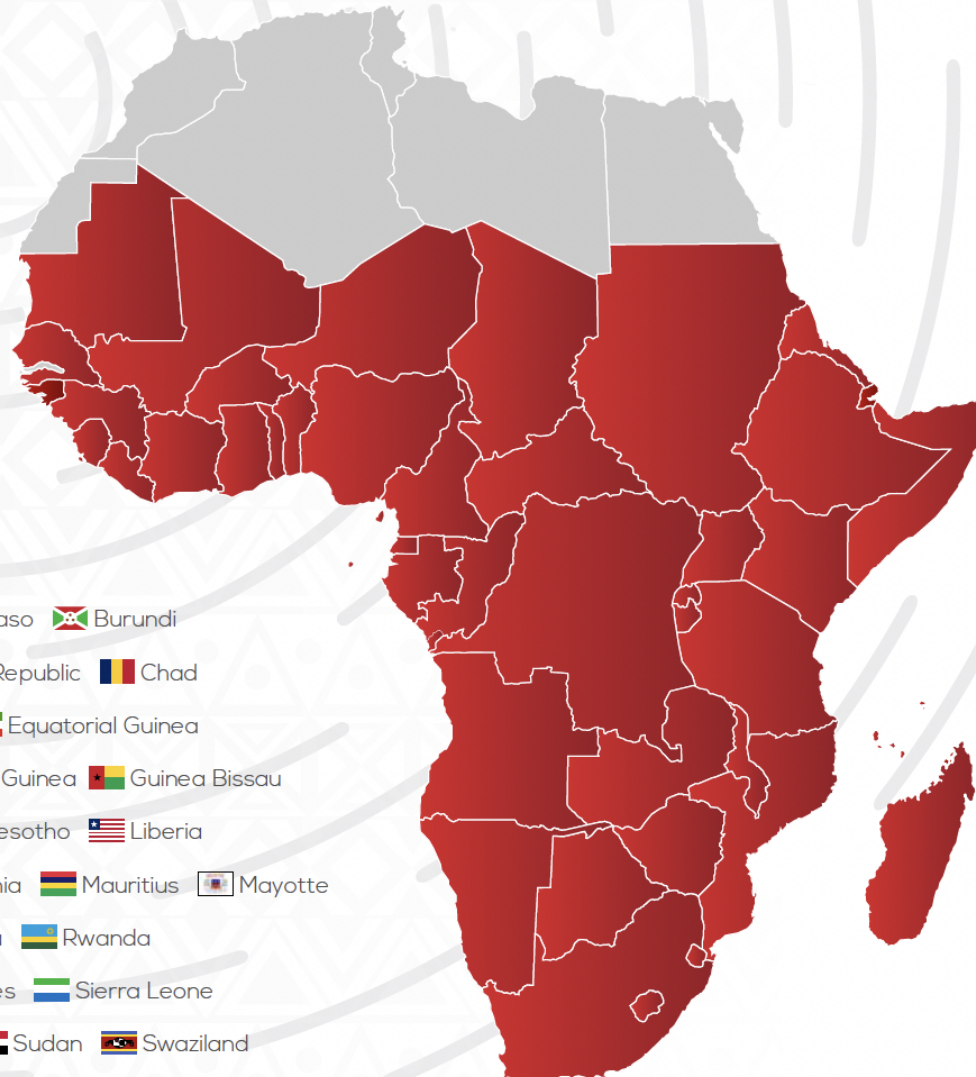 aso Burundi
Republic Chad
Equatorial Guinea
Guinea Guinea Bissau
esotho Liberia
nia Mauritius Mayotte
Rwanda
es Sierra Leone
Sudan Swaziland